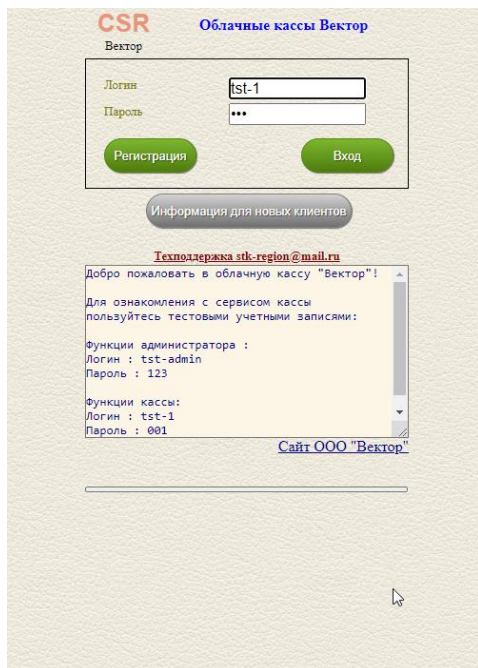 CSR
Облачные кассы Вектор
Вектор
Логин
tst-1
Пароль
•••
Регистрация
Вход
Информация для новых клиентов
Техподдержка stk-region@mail.ru
Добро пожаловать в облачную кассу "Вектор"!
Для ознакомления с сервисом кассы
пользуйтесь тестовыми учетными записями:
Функции администратора :
Логин : tst-admin
Пароль : 123
Функции кассы:
Логин : tst-1
Пароль : 001
Сайт ООО "Вектор"